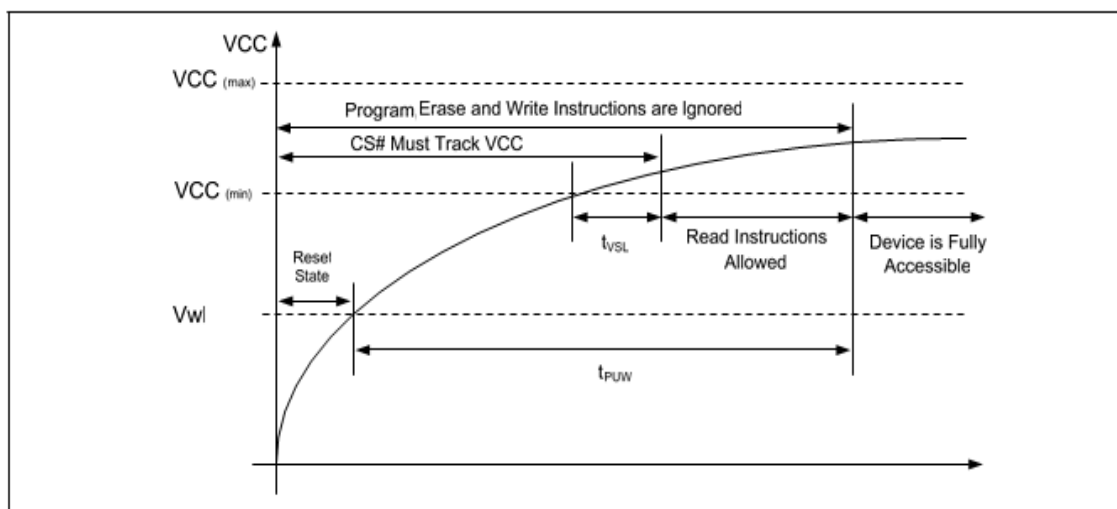 VCC
VCC (max)
Program, Erase and Write Instructions are Ignored
CS# Must Track VCC
VCC (min)
tVSL
Read Instructions
Allowed
Device is Fully
Accessible
Reset
State
Vwl
tPUW